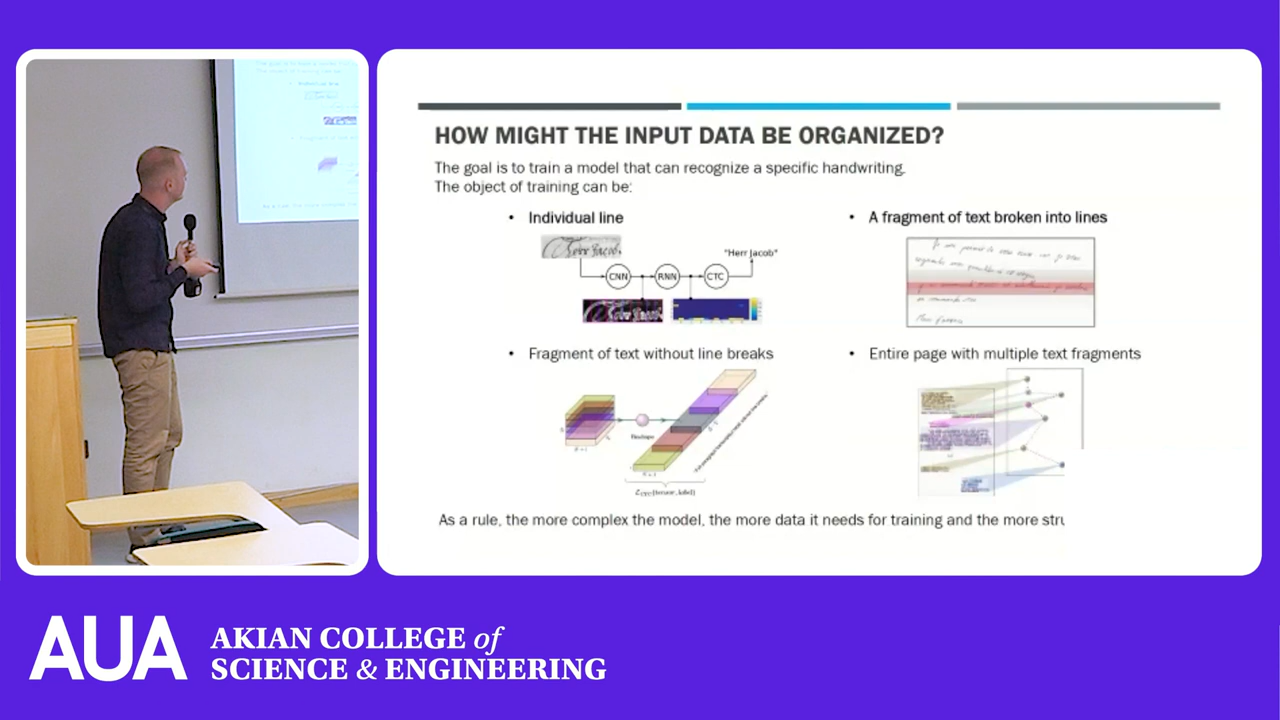 HOW MIGHT THE INPUT DATA BE ORGANIZED?
The goal is to train a model that can recognize a specific handwriting.
The object of training can be:
• Individual line
"Herr Jacob"
CNN
RNN
CTC
• A fragment of text broken into lines
• Fragment of text without line breaks
Reshape
• Entire page with multiple text fragments
As a rule, the more complex the model, the more data it needs for training and the more stru
AUA
AKIAN COLLEGE of
SCIENCE & ENGINEERING